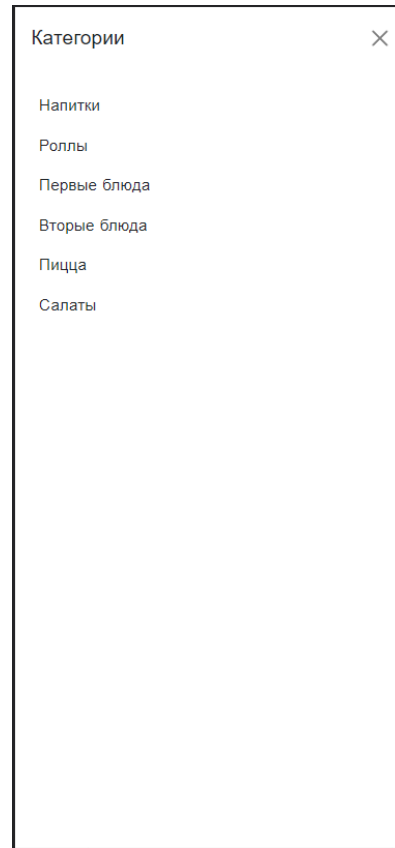 Категории
Напитки
Роллы
Первые блюда
Вторые блюда
Пицца
Салаты